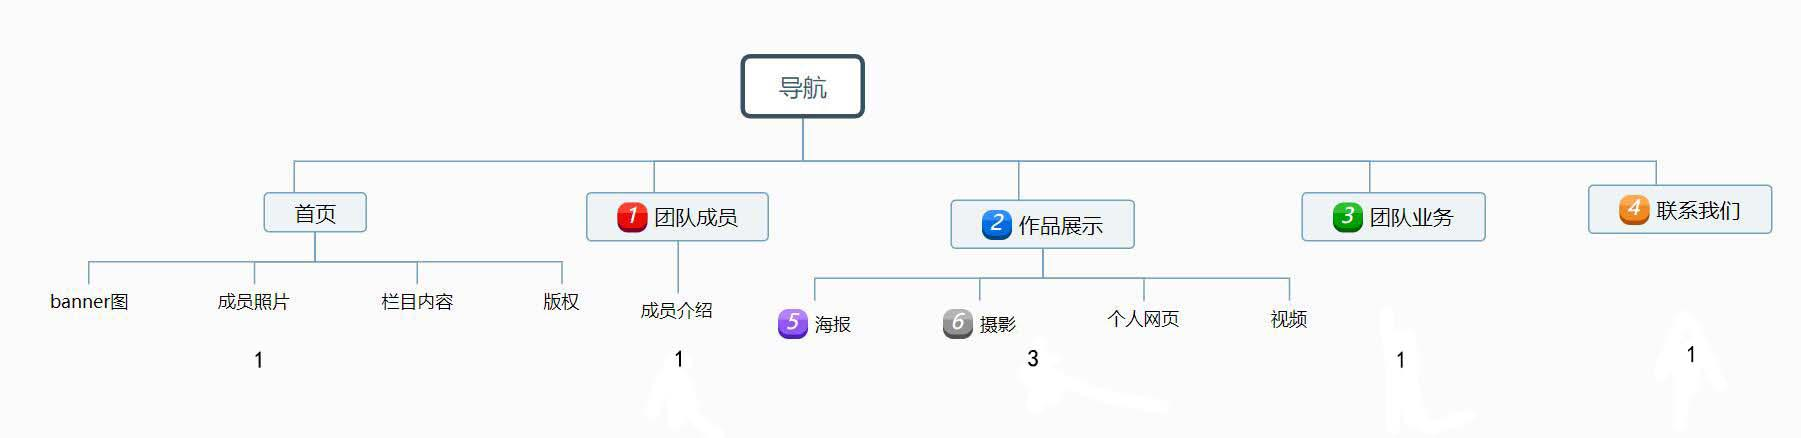 导航
首页
1 团队成员
2 作品展示
3 团队业务
4 联系我们
banner图
成员照片
栏目内容
版权
成员介绍
5 海报
6 摄影
个人网页
视频
1
1
3
1
1